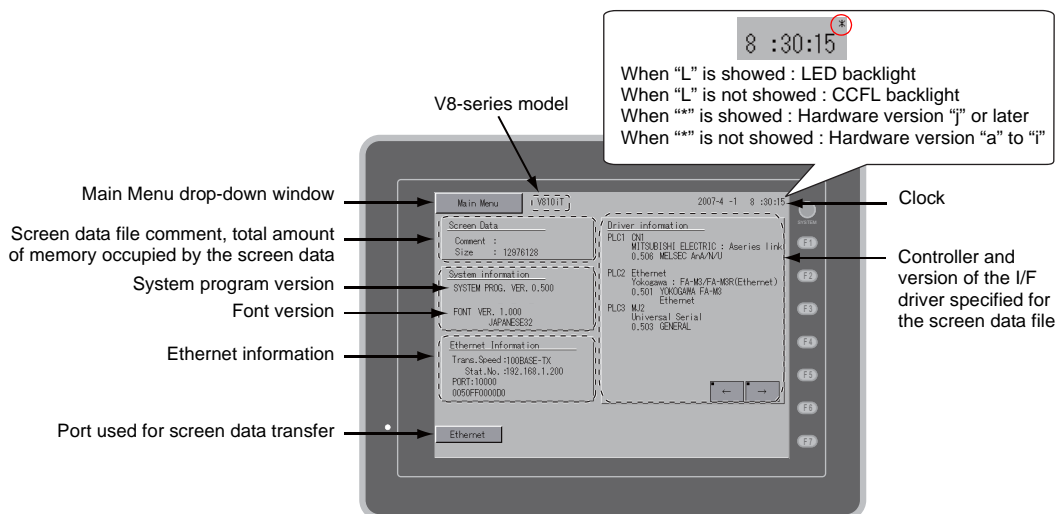 *
8 :30:15
When “L” is showed : LED backlight
When “L” is not showed : CCFL backlight
When “*” is showed : Hardware version “j” or later
When “*” is not showed : Hardware version “a” to “i”
V8-series model
Main Menu drop-down window
Screen data file comment, total amount
of memory occupied by the screen data
System program version
Font version
Ethernet information
Port used for screen data transfer
Main Menu
V810iT
2007-4 -1 8 :30:15
Screen Data
Comment :
Size : 12976128
System information
SYSTEM PROG. VER. 0.500
FONT VER. 1.000
JAPANESE32
Ethernet Information
Trans.Speed :100BASE-TX
Stat.No. :192.168.1.200
PORT:10000
0050FF0000D0
Ethernet
Driver information
PLC1 CN1
MITSUBISHI ELECTRIC : Aseries link
0.506 MELSEC AnA/N/U
PLC2 Ethernet
Yokogawa : FA-M3/FA-M3R(Ethernet)
0.501 YOKOGAWA FA-M3
Ethernet
PLC3 MJ2
Universal Serial
0.503 GENERAL
← →
SYSTEM
F1
F2
F3
F4
F5
F6
F7
Clock
Controller and
version of the I/F
driver specified for
the screen data file